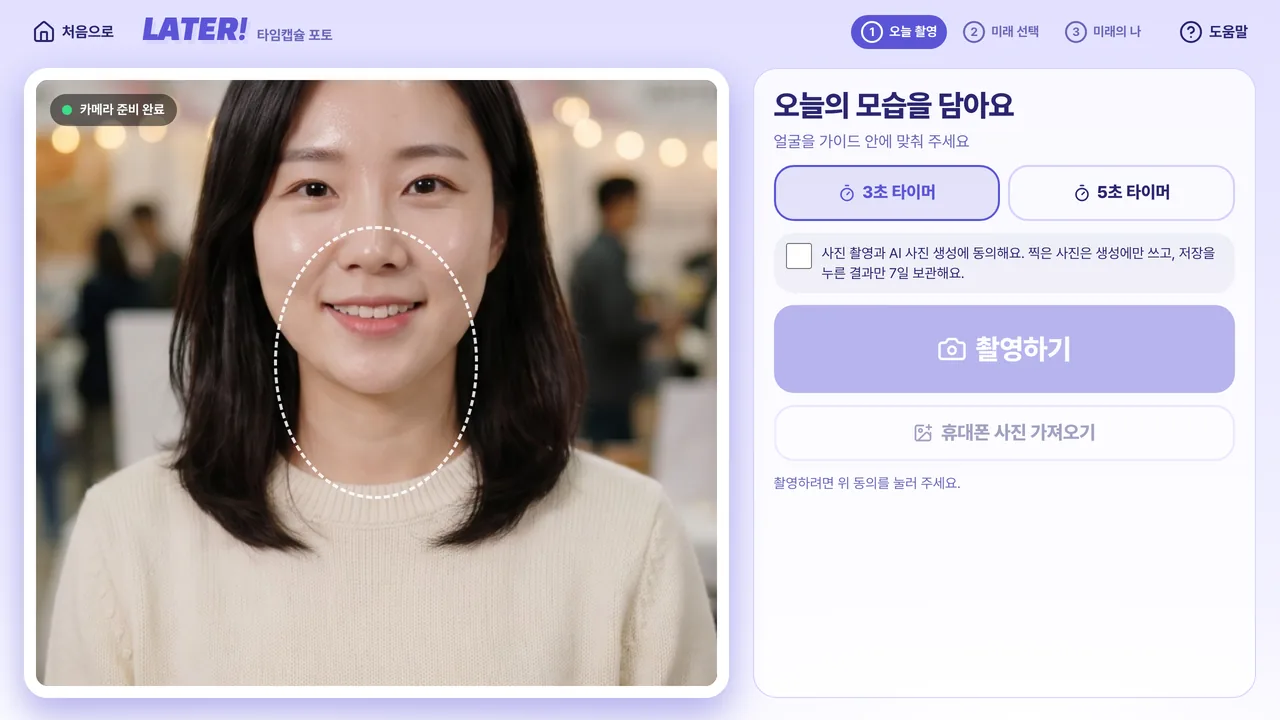 처음으로
LATER! 타임캡슐 포토
1 오늘 촬영
2 미래 선택
3 미래의 나
? 도움말
카메라 준비 완료
오늘의 모습을 담아요
얼굴을 가이드 안에 맞춰 주세요
3초 타이머
5초 타이머
사진 촬영과 AI 사진 생성에 동의해요. 찍은 사진은 생성에만 쓰고, 저장을
누른 결과만 7일 보관해요.
촬영하기
휴대폰 사진 가져오기
촬영하려면 위 동의를 눌러 주세요.